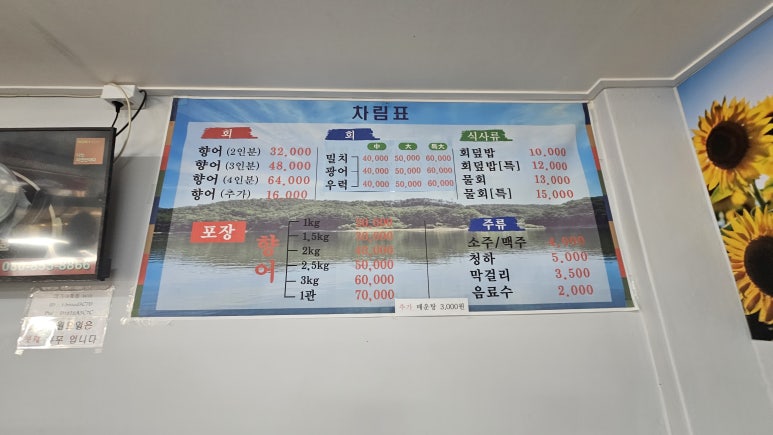 차림표
회
향어 (2인분) 32,000
향어 (3인분) 48,000
향어 (4인분) 64,000
향어 (추가) 16,000
회
中 大 특대
밀치 40,000 50,000 60,000
광어 40,000 50,000 60,000
우럭 40,000 50,000 60,000
식사류
회덮밥 10,000
회덮밥[특] 12,000
물회 13,000
물회[특] 15,000
포장
향어
1kg
1.5kg
2kg
2.5kg 50,000
3kg 60,000
1관 70,000
주류
소주/맥주
청하 5,000
막걸리 3,500
음료수 2,000
추가 매운탕 3,000원